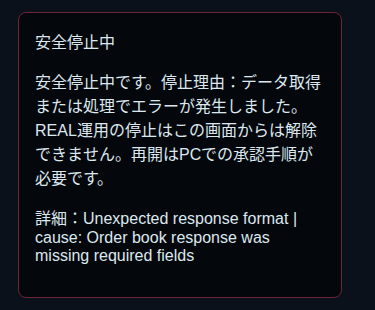 安全停止中
安全停止中です。停止理由：データ取得
または処理でエラーが発生しました。
REAL運用の停止はこの画面からは解除
できません。再開はPCでの承認手順が
必要です。
詳細：Unexpected response format |
cause: Order book response was
missing required fields